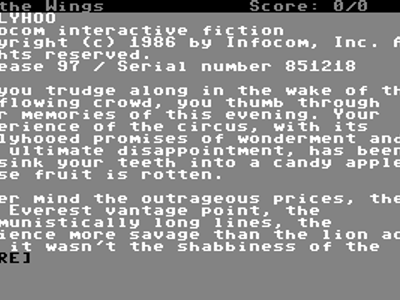 the Wings Score: 0/0
LYHOO
ocom interactive fiction
yright (c) 1986 by Infocom, Inc. A
hts reserved.
ease 97 / Serial number 851218
you trudge along in the wake of th
flowing crowd, you thumb through
r memories of this evening. Your
erience of the circus, with its
lyhooed promises of wonderment and
ultimate disappointment, has been
sink your teeth into a candy apple
se fruit is rotten.
er mind the outrageous prices, the
Everest vantage point, the
munistically long lines, the
ience more savage than the lion ac
it wasn't the shabbiness of the
RE]